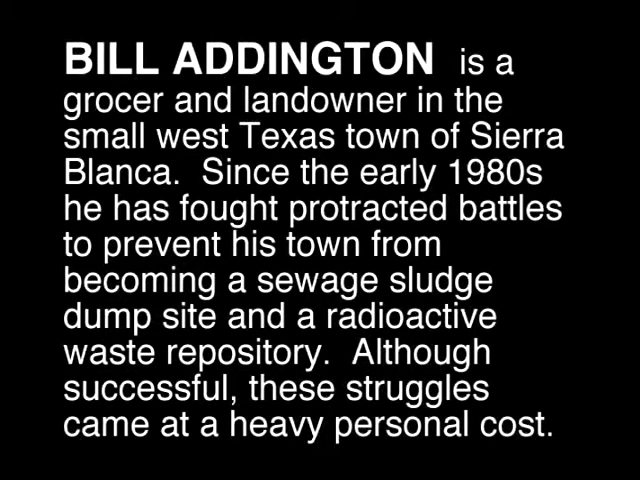 BILL ADDINGTON is a
grocer and landowner in the
small west Texas town of Sierra
Blanca. Since the early 1980s
he has fought protracted battles
to prevent his town from
becoming a sewage sludge
dump site and a radioactive
waste repository. Although
successful, these struggles
came at a heavy personal cost.